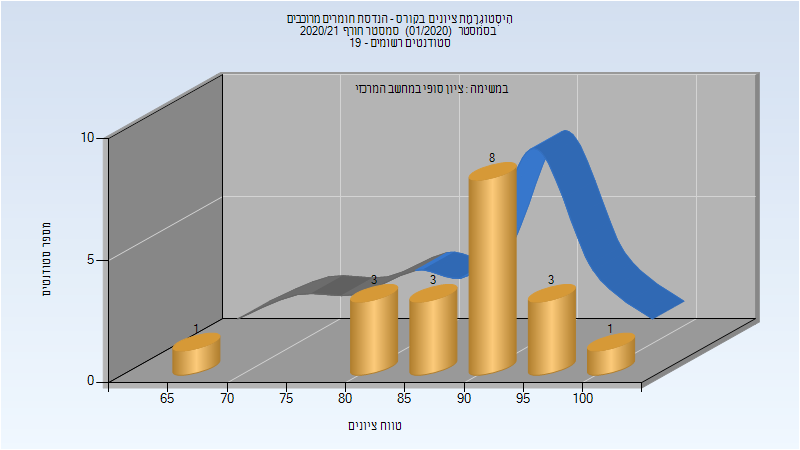 היסטוגרמת ציונים בקורס - הנדסת חומרים מרוכבים
בסמסטר (01/2020) סמסטר חורף 2020/21
סטודנטים רשומים - 19
במשימה : ציון סופי במחשב המרכזי
10
5
0
מספר סטודנטים
1
3
3
8
3
1
65
70
75
80
85
90
95
100
טווח ציונים